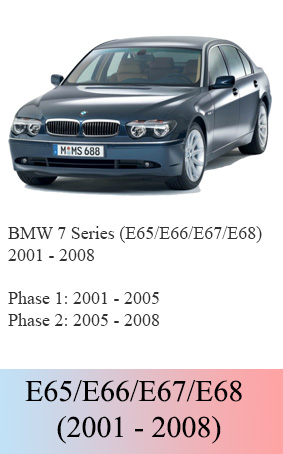 M MS 688
BMW 7 Series (E65/E66/E67/E68)
2001 - 2008
Phase 1: 2001 - 2005
Phase 2: 2005 - 2008
E65/E66/E67/E68
(2001 - 2008)